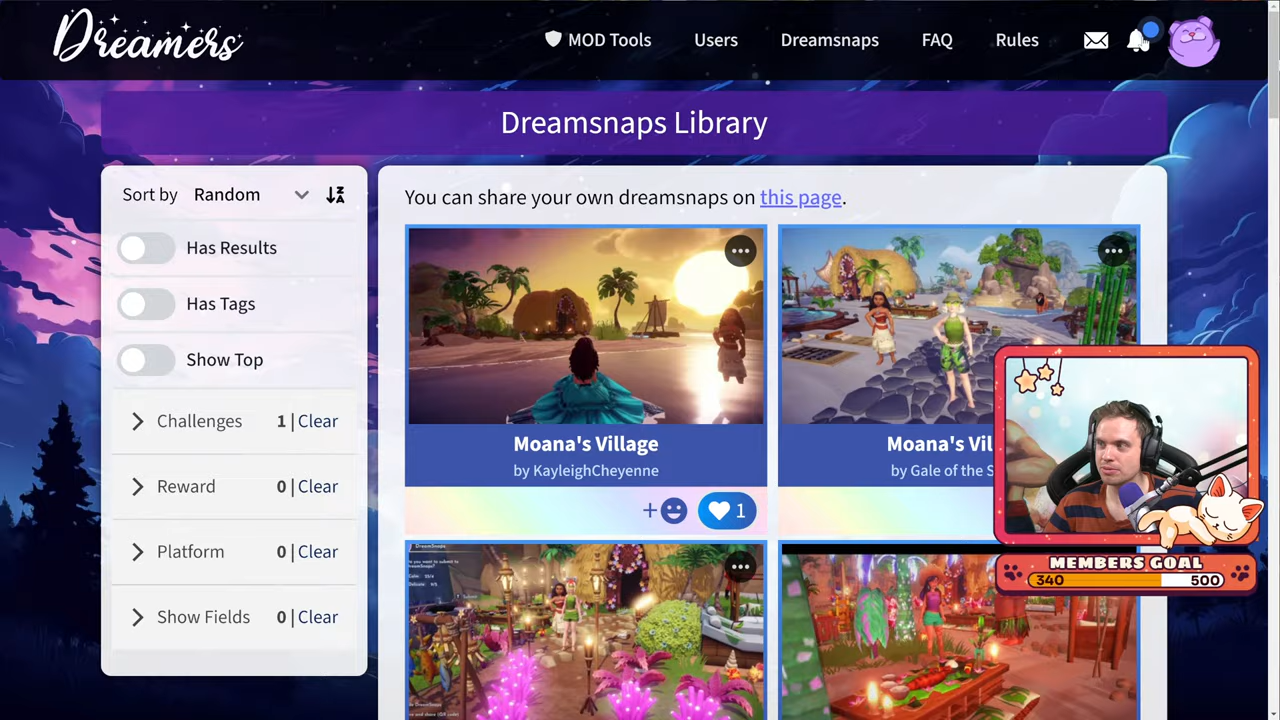 Dreamers
MOD Tools
Users
Dreamsnaps
FAQ
Rules
Dreamsnaps Library
Sort by Random
Has Results
Has Tags
Show Top
Challenges 1 | Clear
Reward 0 | Clear
Platform 0 | Clear
Show Fields 0 | Clear
You can share your own dreamsnaps on this page.
Moana's Village
by KayleighCheyenne
1
Moana's Vil
by Gale of the S
DreamSnaps
MEMBERS GOAL
340 500